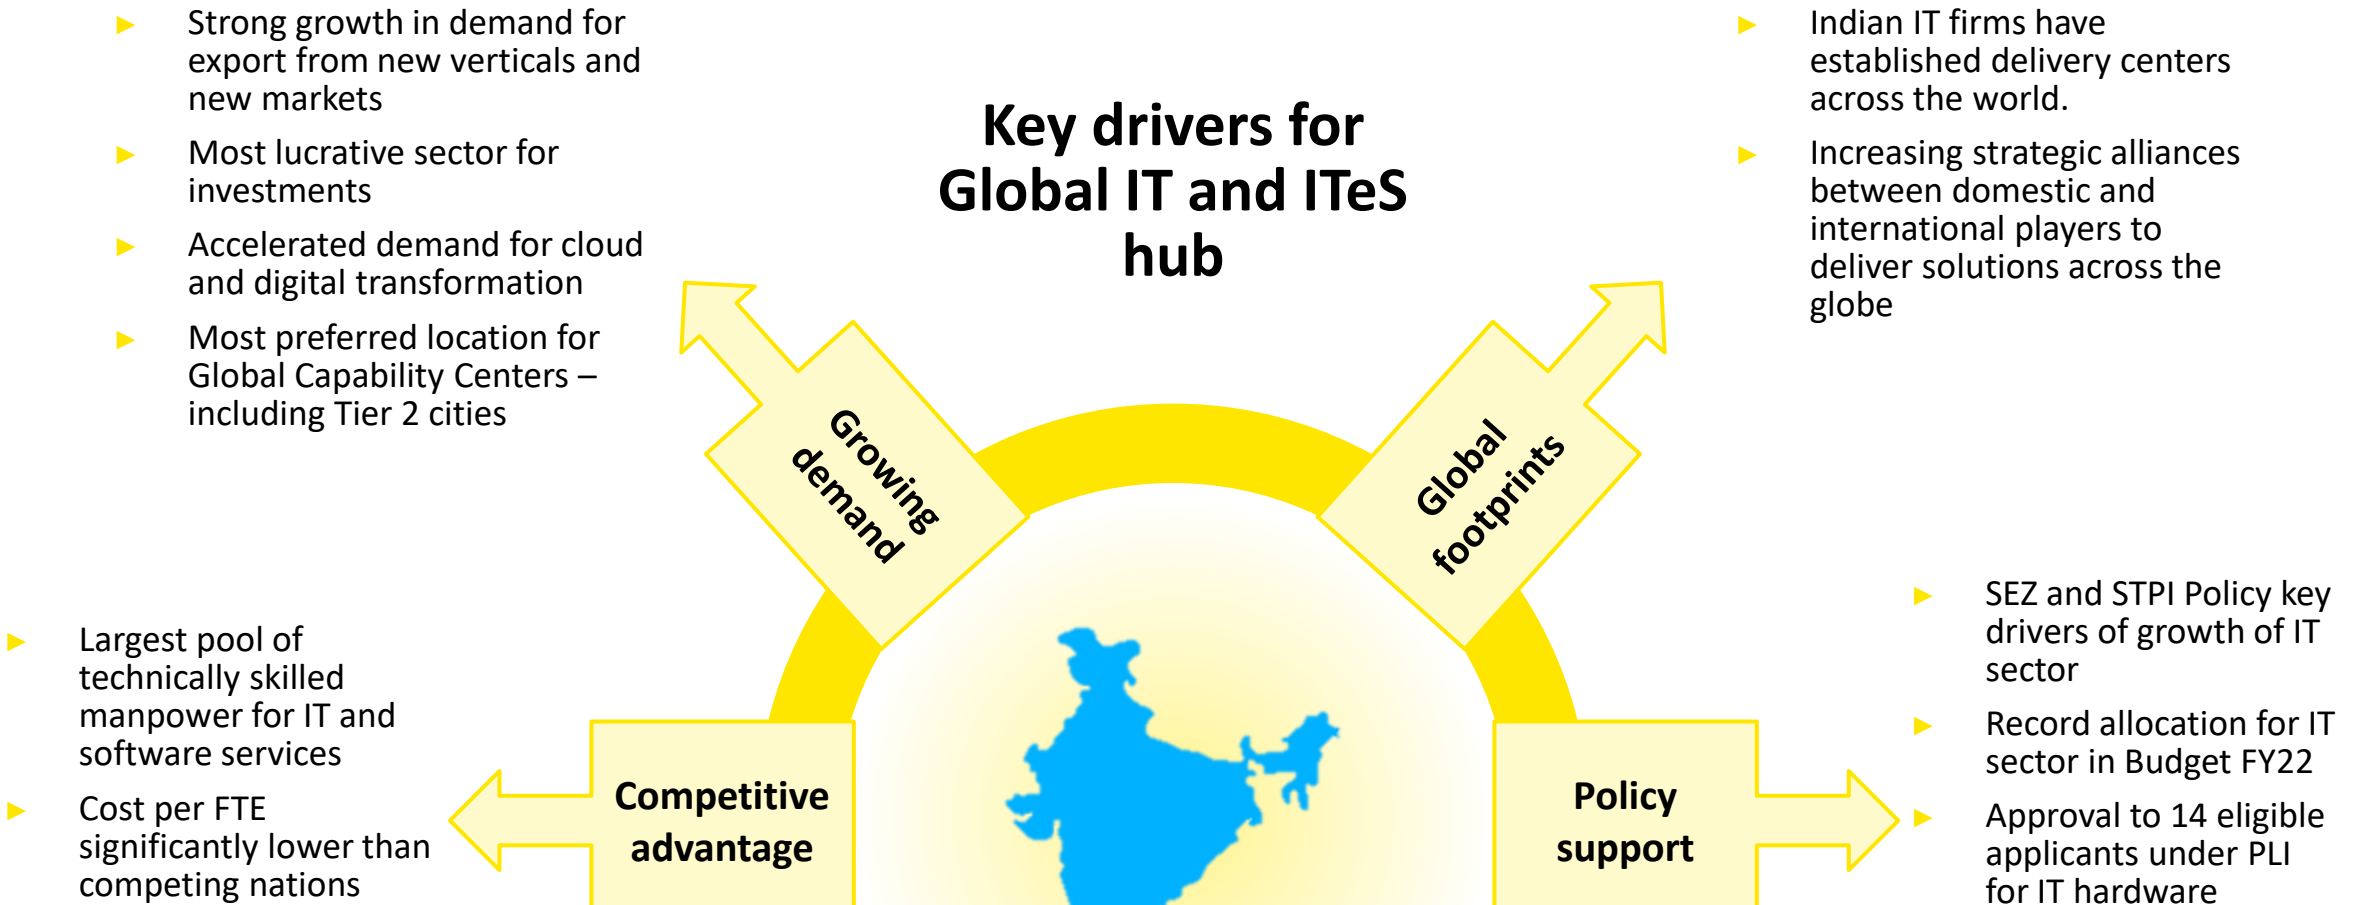 Key drivers for
Global IT and ITeS
hub
Strong growth in demand for
export from new verticals and
new markets
Most lucrative sector for
investments
Accelerated demand for cloud
and digital transformation
Most preferred location for
Global Capability Centers –
including Tier 2 cities
Growing
demand
Indian IT firms have
established delivery centers
across the world.
Increasing strategic alliances
between domestic and
international players to
deliver solutions across the
globe
Global
footprints
Largest pool of
technically skilled
manpower for IT and
software services
Cost per FTE
significantly lower than
competing nations
Competitive
advantage
Policy
support
SEZ and STPI Policy key
drivers of growth of IT
sector
Record allocation for IT
sector in Budget FY22
Approval to 14 eligible
applicants under PLI
for IT hardware